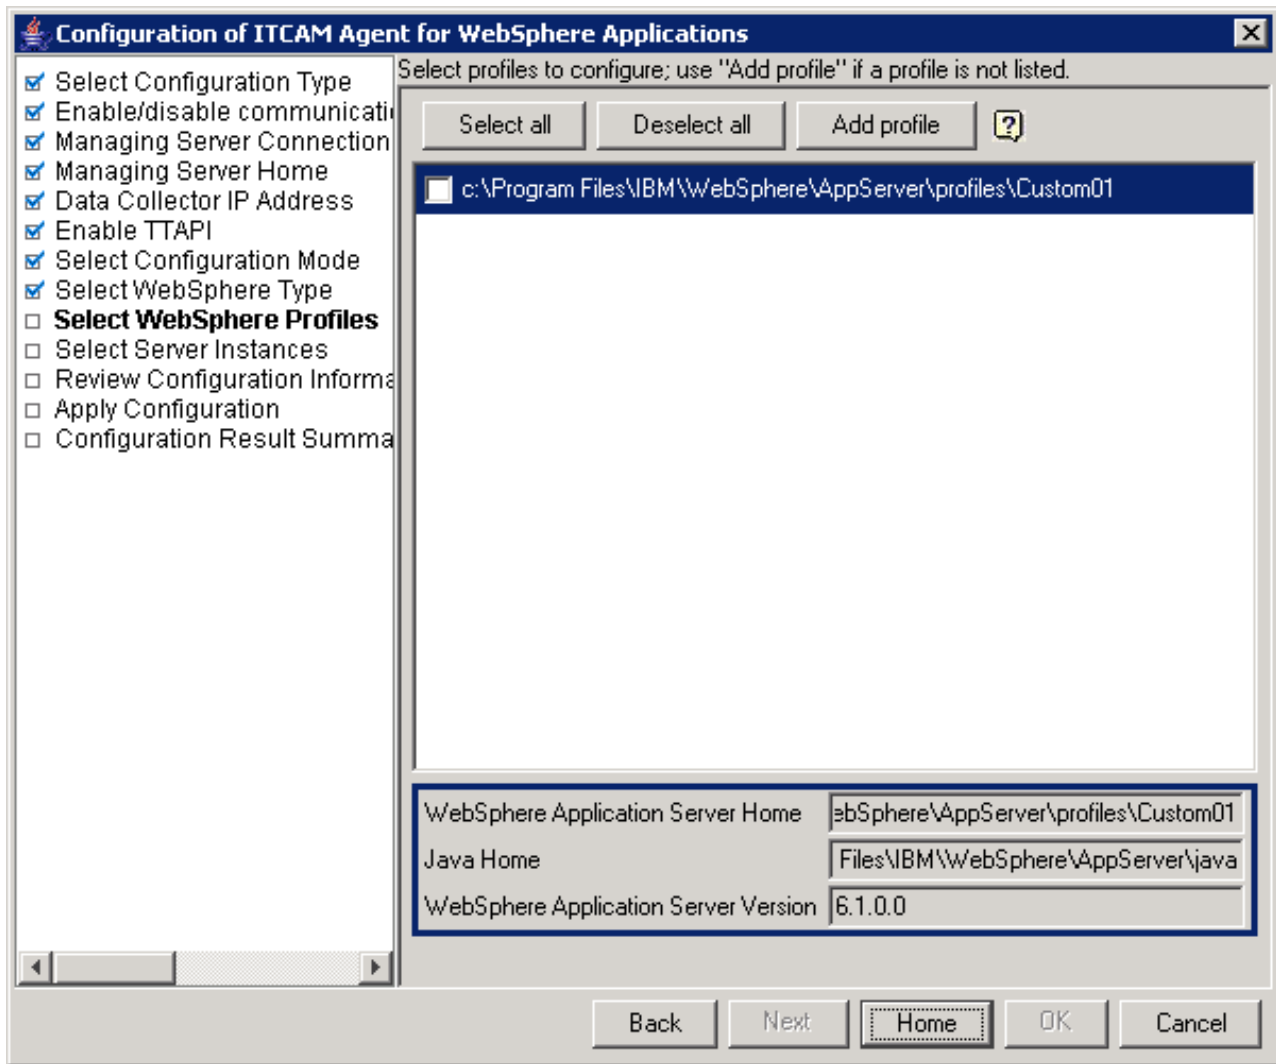 Configuration of ITCAM Agent for WebSphere Applications
Select Configuration Type
Enable/disable communicati
Managing Server Connection
Managing Server Home
Data Collector IP Address
Enable TTAPI
Select Configuration Mode
Select WebSphere Type
Select WebSphere Profiles
Select Server Instances
Review Configuration Informa
Apply Configuration
Configuration Result Summa
Select profiles to configure; use "Add profile" if a profile is not listed.
Select all Deselect all Add profile ?
c:\Program Files\IBM\WebSphere\AppServer\profiles\Custom01
WebSphere Application Server Home ebSphere\AppServer\profiles\Custom01
Java Home Files\IBM\WebSphere\AppServer\java
WebSphere Application Server Version 6.1.0.0
Back Next Home OK Cancel